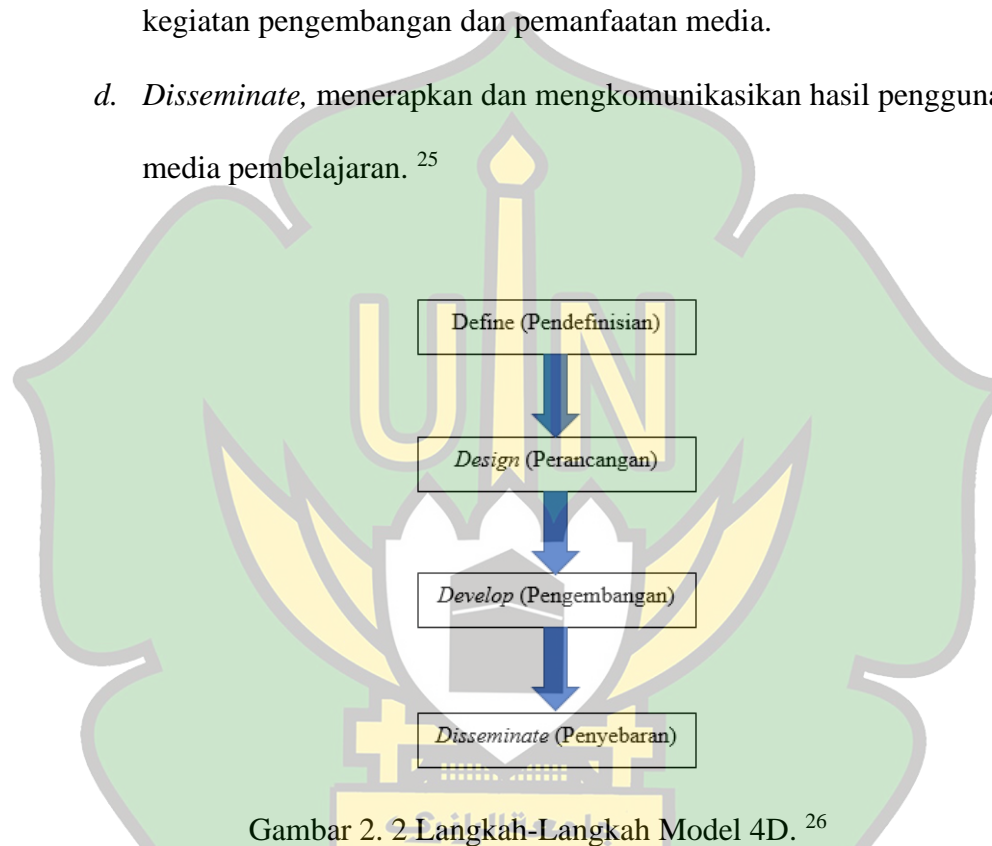 kegiatan pengembangan dan pemanfaatan media.
d. Disseminate, menerapkan dan mengkomunikasikan hasil
media pembelajaran. 25
UIN
Define (Pendefinisian)
Design (Perancangan)
Develop (Pengembangan)
Disseminate (Penyebaran)
Gambar 2. 2 Langkah-Langkah Model 4D. 26